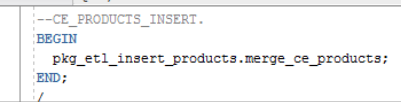 --CE_PRODUCTS_INSERT.
BEGIN
pkg_etl_insert_products.merge_ce_products;
END;
/